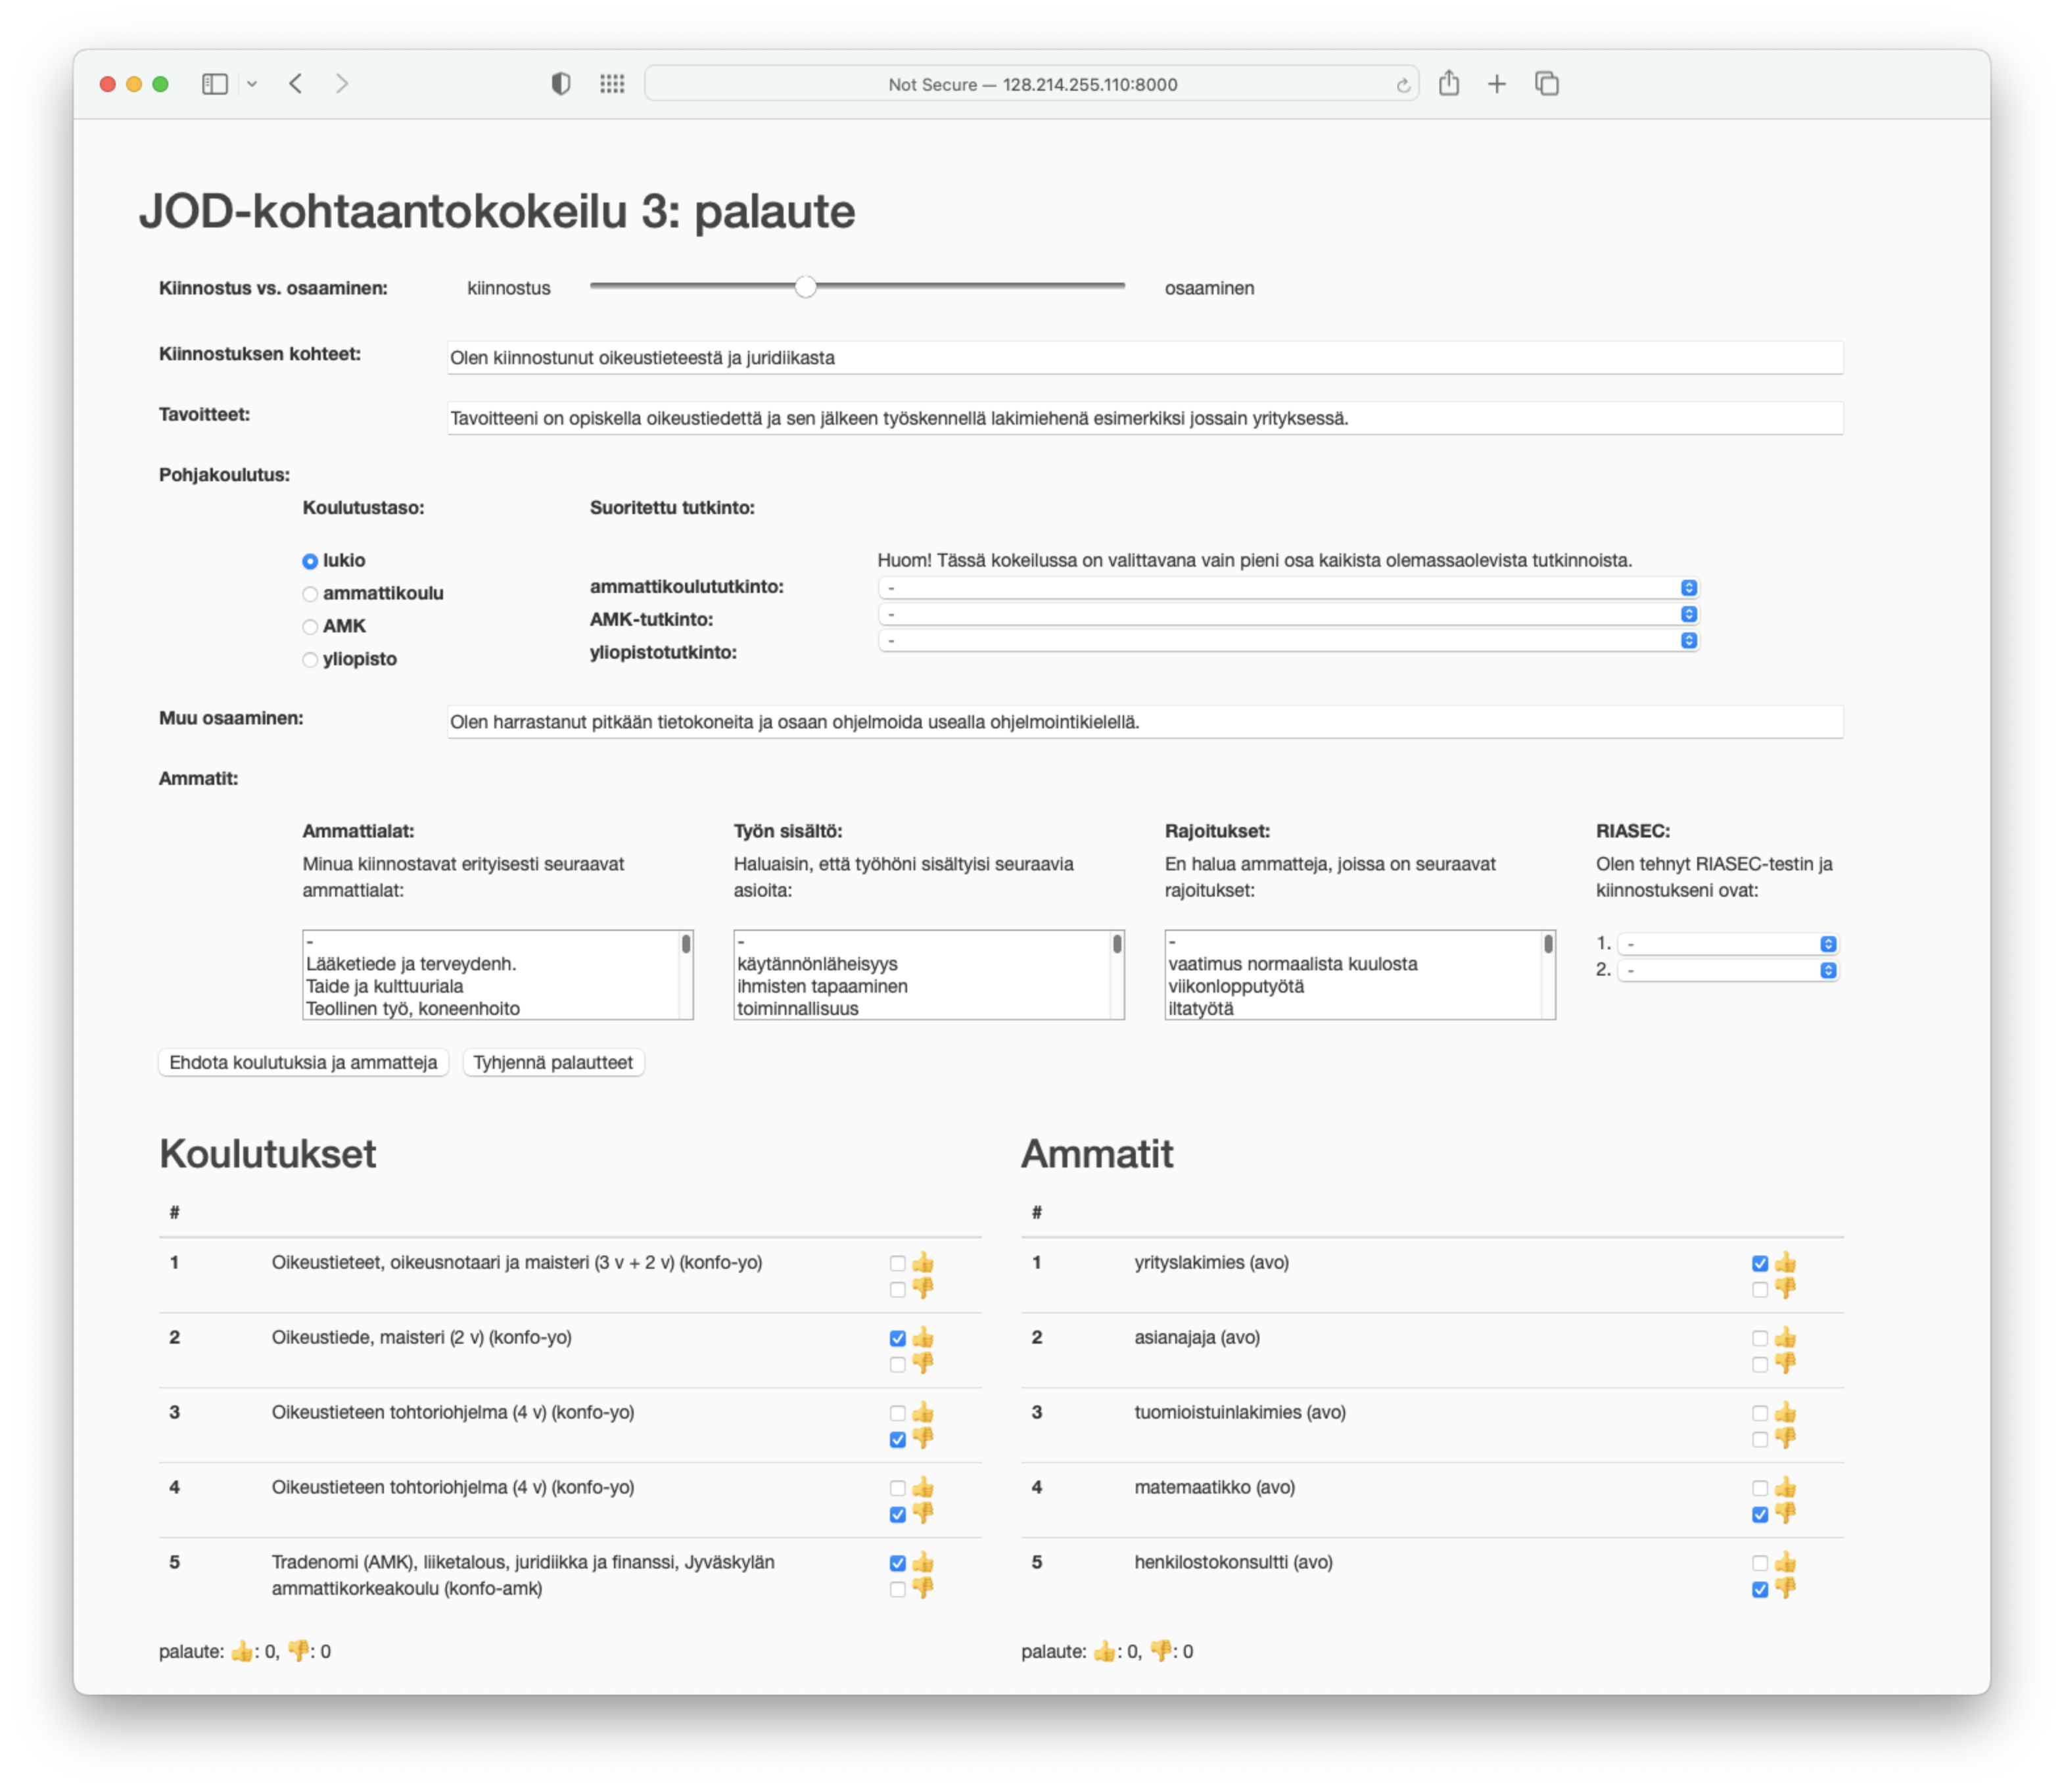 Not Secure — 128.214.255.110:8000
JOD-kohtaantokokeilu 3: palaute
Kiinnostus vs. osaaminen: kiinnostus osaaminen
Kiinnostuksen kohteet: Olen kiinnostunut oikeustieteestä ja juridiikasta
Tavoitteet: Tavoitteeni on opiskella oikeustiedettä ja sen jälkeen työskennellä lakimiehenä esimerkiksi jossain yrityksessä.
Pohjakoulutus:
Koulutustaso: Suoritettu tutkinto:
lukio
ammattikoulu
AMK
yliopisto
Huom! Tässä kokeilussa on valittavana vain pieni osa kaikista olemassaolevista tutkinnoista.
ammattikoulututkinto: -
AMK-tutkinto: -
yliopistotutkinto: -
Muu osaaminen: Olen harrastanut pitkään tietokoneita ja osaan ohjelmoida usealla ohjelmointikielellä.
Ammatit:
Ammattialat:
Minua kiinnostavat erityisesti seuraavat
ammattialat:
-
Lääketiede ja terveydenh.
Taide ja kulttuuriala
Teollinen työ, koneenhoito
Työn sisältö:
Haluaisin, että työhöni sisältyisi seuraavia
asioita:
-
käytännönläheisyys
ihmisten tapaaminen
toiminnallisuus
Rajoitukset:
En halua ammatteja, joissa on seuraavat
rajoitukset:
-
vaatimus normaalista kuulosta
viikonlopputyötä
iltatyötä
RIASEC:
Olen tehnyt RIASEC-testin ja
kiinnostukseni ovat:
1. -
2. -
Ehdota koulutuksia ja ammatteja Tyhjennä palautteet
Koulutukset
#
1 Oikeustieteet, oikeusnotaari ja maisteri (3 v + 2 v) (konfo-yo)
2 Oikeustiede, maisteri (2 v) (konfo-yo)
3 Oikeustieteen tohtoriohjelma (4 v) (konfo-yo)
4 Oikeustieteen tohtoriohjelma (4 v) (konfo-yo)
5 Tradenomi (AMK), liiketalous, juridiikka ja finanssi, Jyväskylän
ammattikorkeakoulu (konfo-amk)
palaute: 👍: 0, 👎: 0
Ammatit
#
1 yrityslakimies (avo)
2 asianajaja (avo)
3 tuomioistuinlakimies (avo)
4 matemaatikko (avo)
5 henkilostokonsultti (avo)
palaute: 👍: 0, 👎: 0